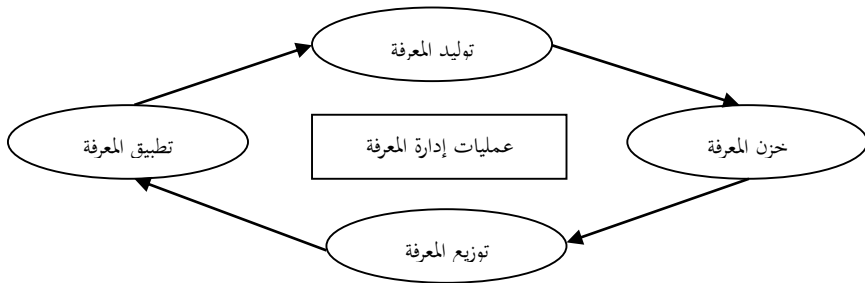 توليد المعرفة
خزن المعرفة
عمليات إدارة المعرفة
تطبيق المعرفة
توزيع المعرفة